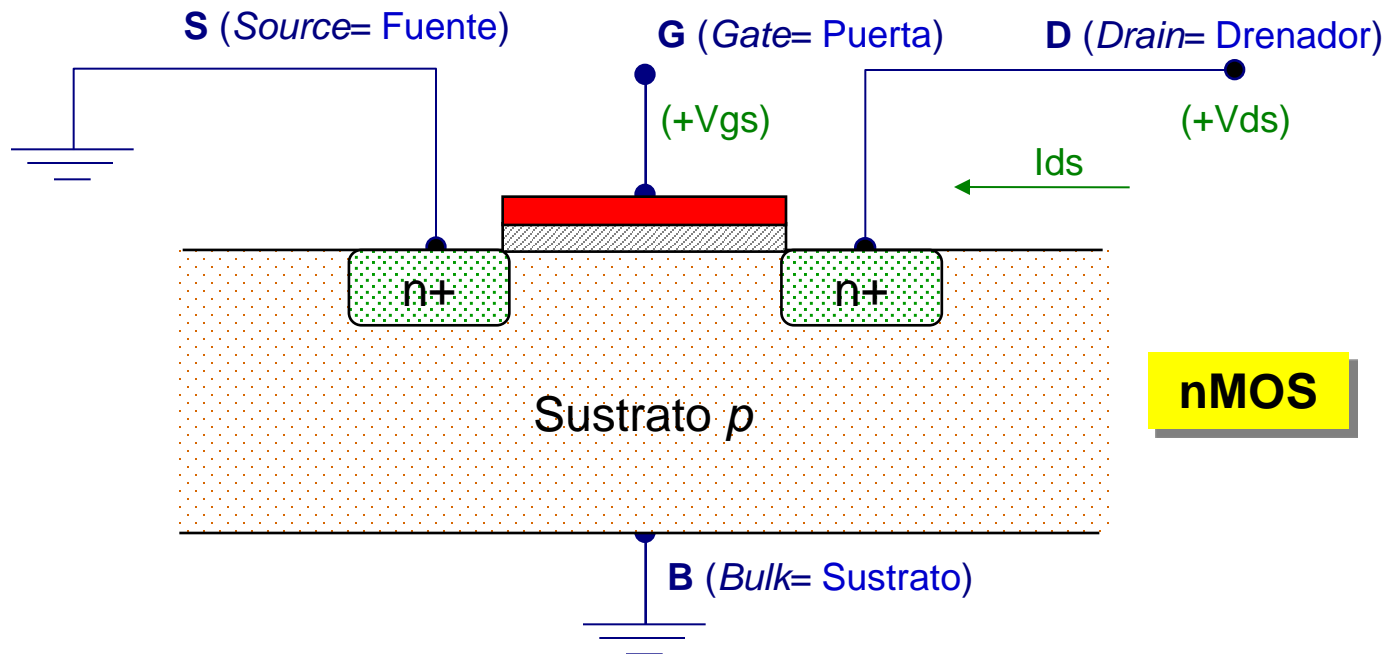 S (Source= Fuente)
G (Gate= Puerta)
D (Drain= Drenador)
(+Vgs)
(+Vds)
Ids
n+
n+
nMOS
Sustrato p
B (Bulk= Sustrato)